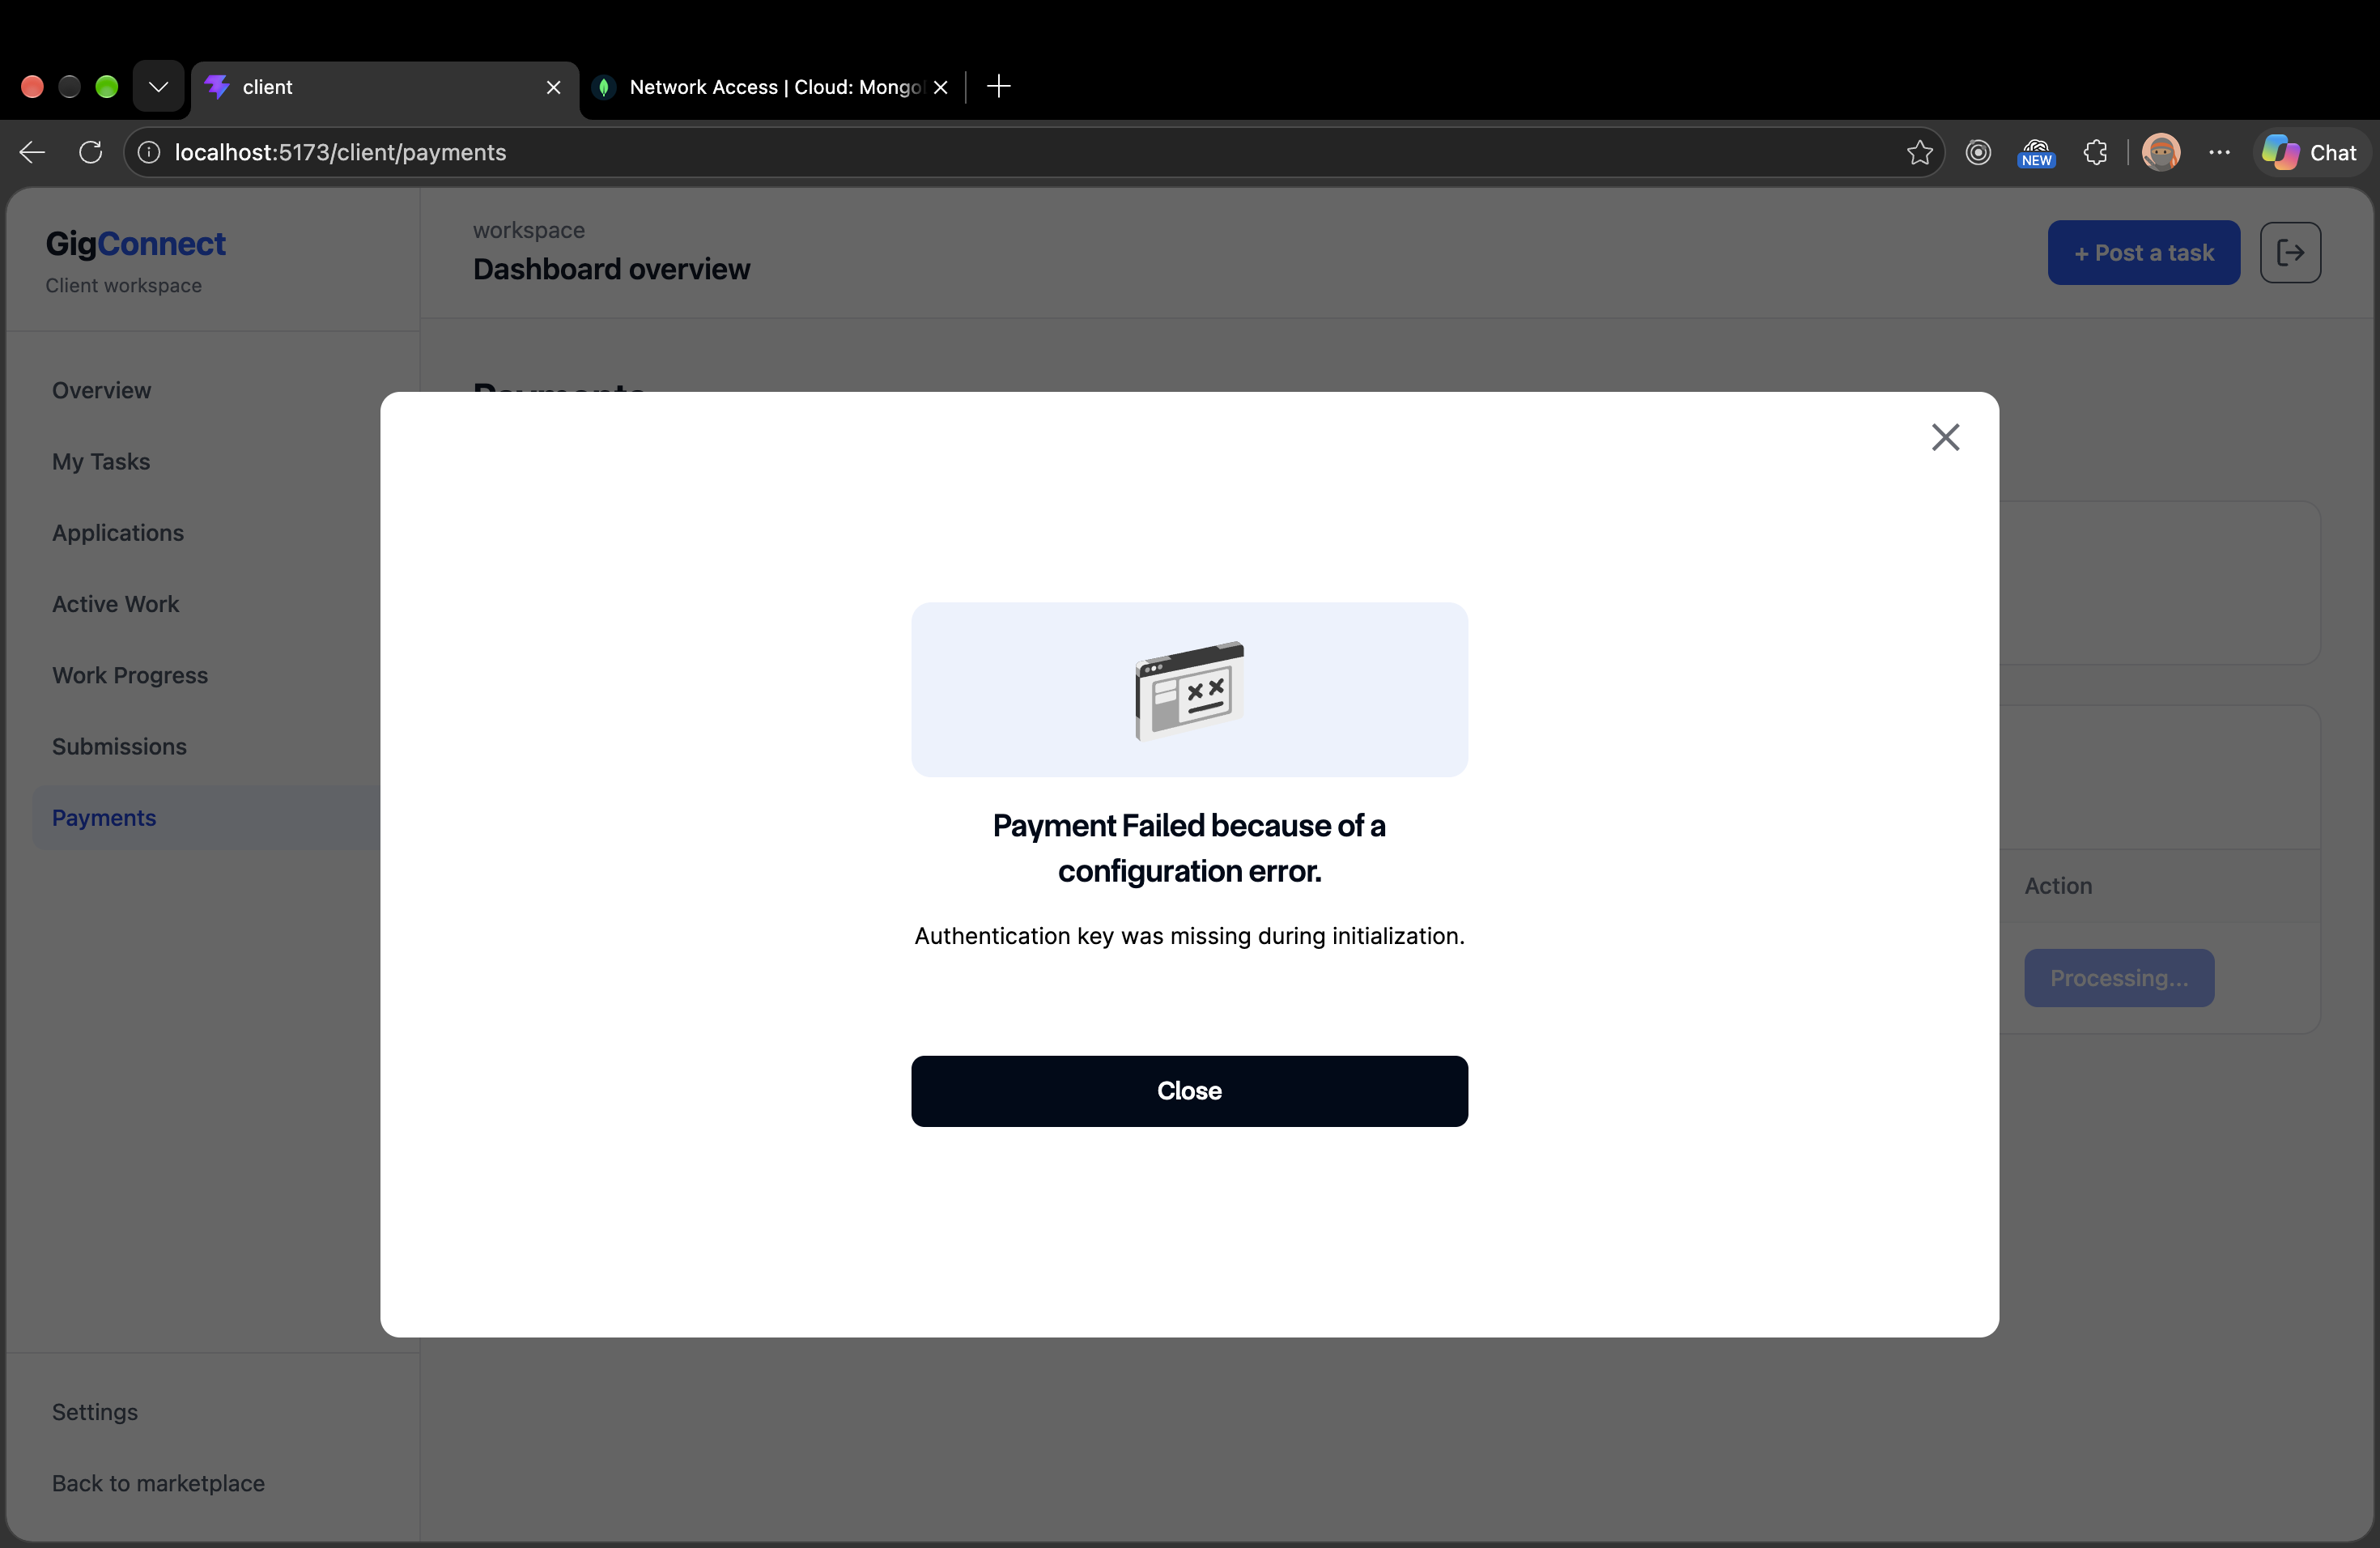 client
Network Access | Cloud: Mongo
localhost:5173/client/payments
NEW
Chat
GigConnect
Client workspace
workspace
Dashboard overview
+ Post a task
Overview
My Tasks
Applications
Active Work
Work Progress
Submissions
Payments
Settings
Back to marketplace
Payments
Action
Processing...
Payment Failed because of a
configuration error.
Authentication key was missing during initialization.
Close